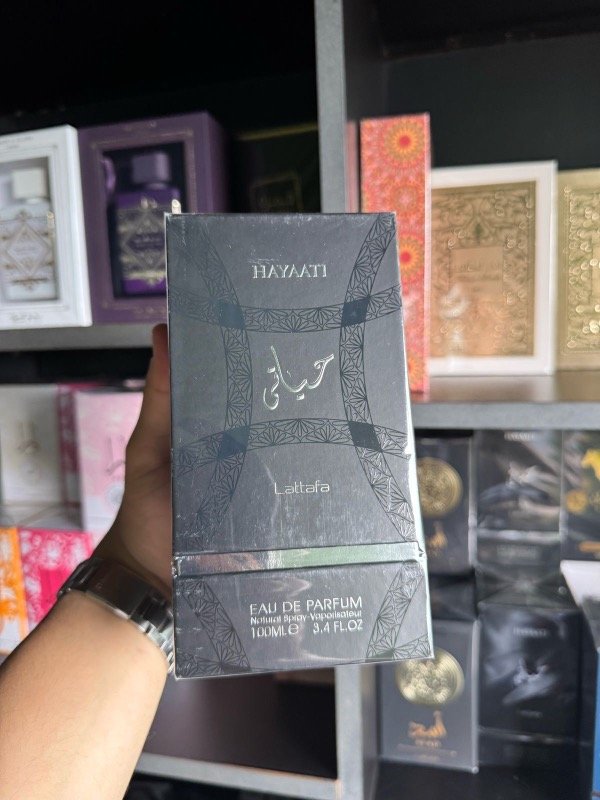 HAYAATI
حياتي
Lattafa
EAU DE PARFUM
Natural Spray-Vaporisateur
100ML℮ 3.4 FL.OZ